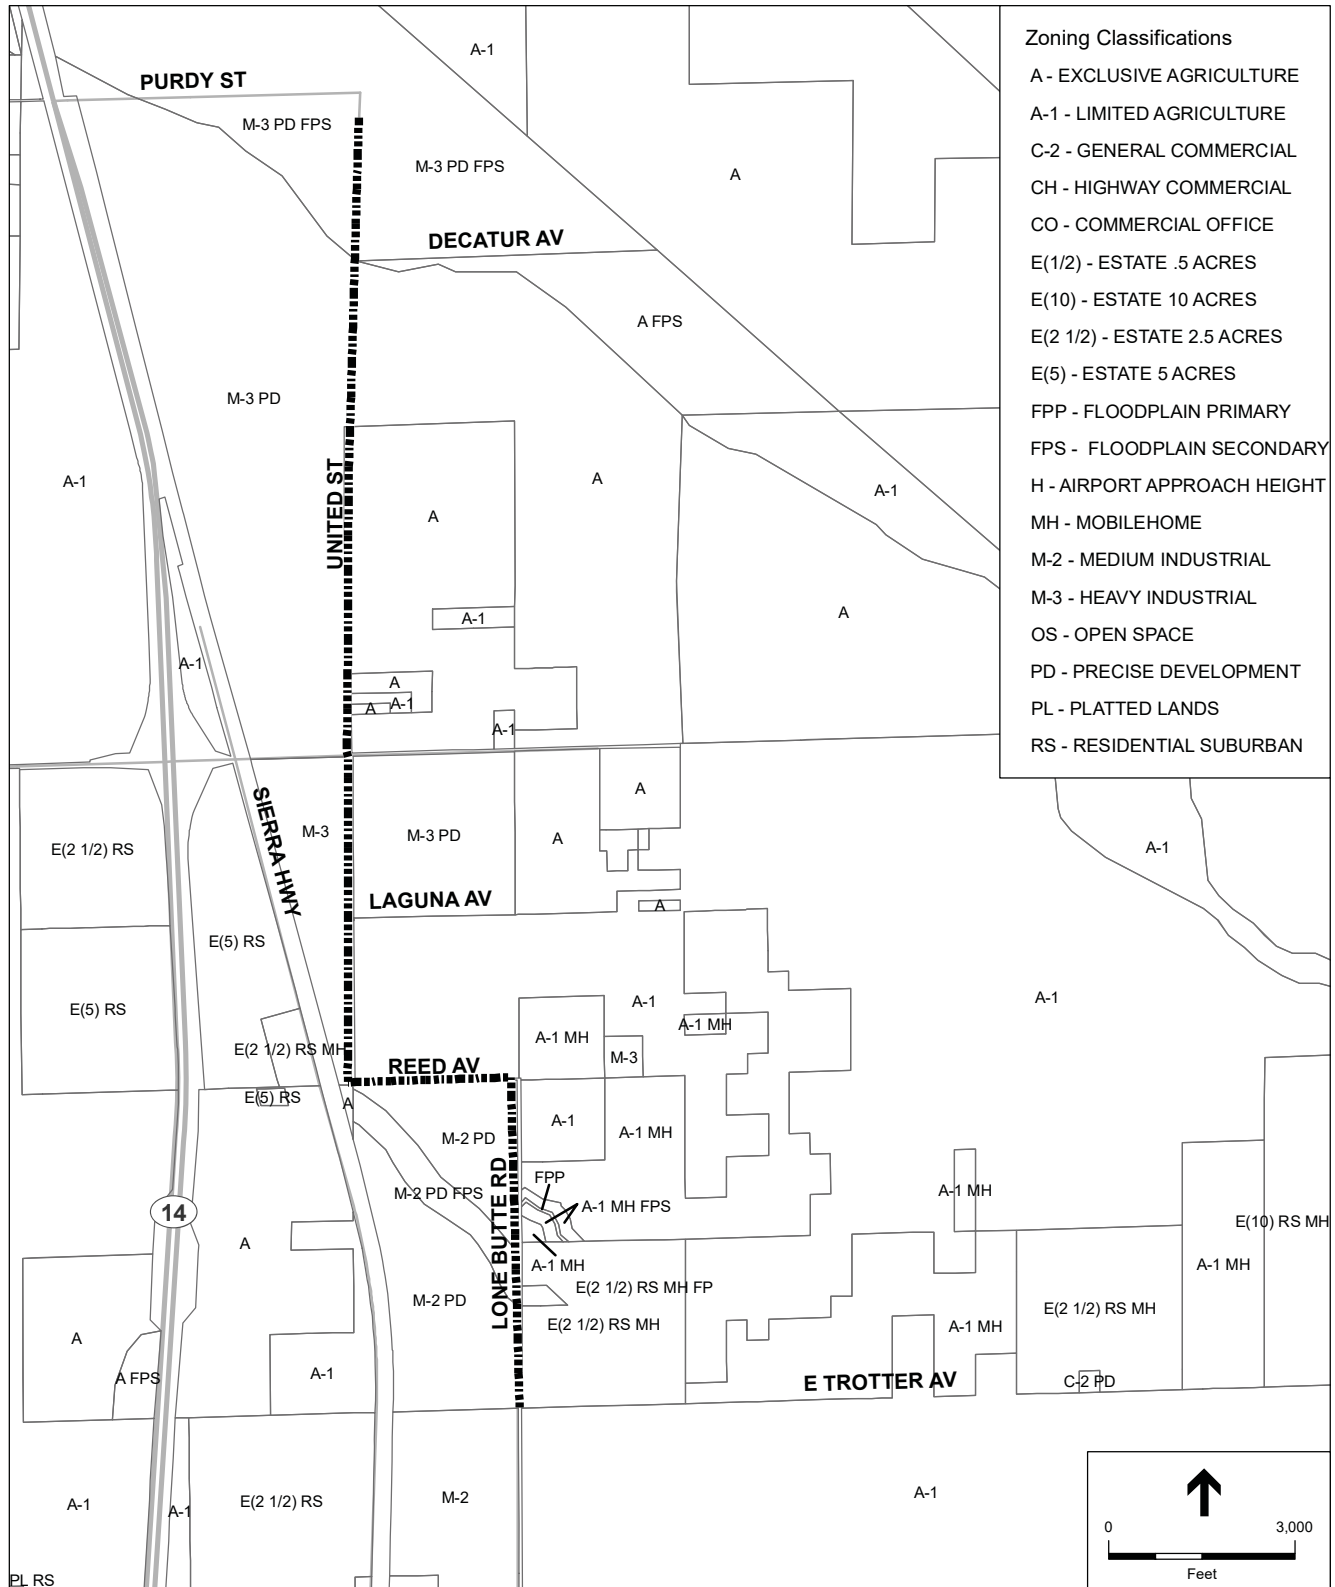 Zoning Classifications
A - EXCLUSIVE AGRICULTURE
A-1 - LIMITED AGRICULTURE
C-2 - GENERAL COMMERCIAL
CH - HIGHWAY COMMERCIAL
CO - COMMERCIAL OFFICE
E(1/2) - ESTATE .5 ACRES
E(10) - ESTATE 10 ACRES
E(2 1/2) - ESTATE 2.5 ACRES
E(5) - ESTATE 5 ACRES
FPP - FLOODPLAIN PRIMARY
FPS - FLOODPLAIN SECONDARY
H - AIRPORT APPROACH HEIGHT
MH - MOBILEHOME
M-2 - MEDIUM INDUSTRIAL
M-3 - HEAVY INDUSTRIAL
OS - OPEN SPACE
PD - PRECISE DEVELOPMENT
PL - PLATTED LANDS
RS - RESIDENTIAL SUBURBAN
A-1
PURDY ST
M-3 PD FPS
M-3 PD FPS
A
DECATUR AV
A FPS
M-3 PD
UNITED ST
A-1
A
A
A-1
A-1
A
A-1
A
A
A-1
A-1
A
SIERRA HWY
M-3
M-3 PD
A
A
A-1
E(2 1/2) RS
LAGUNA AV
A
E(5) RS
E(5) RS
A-1
A-1
A-1 MH
A-1 MH
E(2 1/2) RS MH
M-3
REED AV
E(5) RS
A
A-1
A-1 MH
M-2 PD
LONE BUTTE RD
FPP
M-2 PD FPS
A-1 MH FPS
A-1 MH
14
E(10) RS MH
A
A-1 MH
A-1 MH
E(2 1/2) RS MH FP
M-2 PD
E(2 1/2) RS MH
E(2 1/2) RS MH
A-1 MH
A
A-1
A FPS
E TROTTER AV
C-2 PD
A-1
A-1
E(2 1/2) RS
M-2
A-1
PL RS
0
3,000
Feet